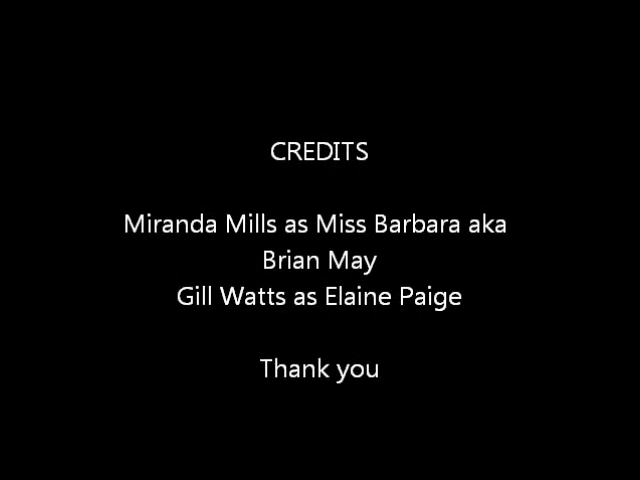 CREDITS
Miranda Mills as Miss Barbara aka
Brian May
Gill Watts as Elaine Paige
Thank you